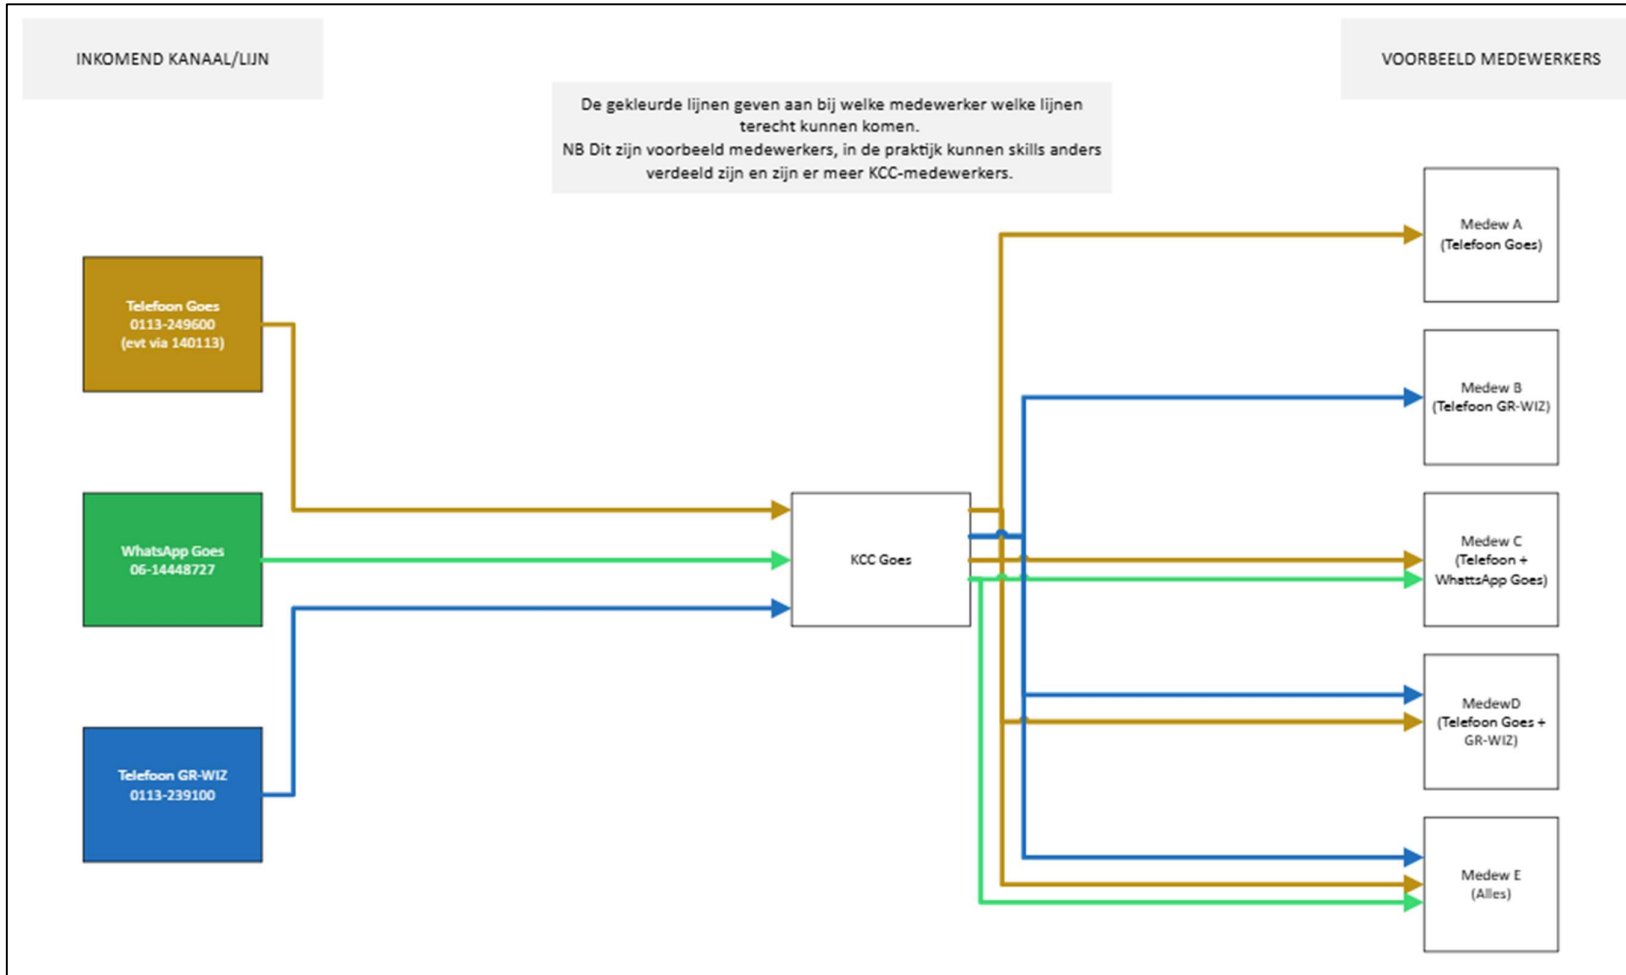 INKOMEND KANAAL/LIJN
VOORBEELD MEDEWERKERS
De gekleurde lijnen geven aan bij welke medewerker welke lijnen
terecht kunnen komen.
NB Dit zijn voorbeeld medewerkers, in de praktijk kunnen skills anders
verdeeld zijn en zijn er meer KCC-medewerkers.
Telefoon Goes
0113-249600
(evt via 140113)
WhatsApp Goes
06-14448727
Telefoon GR-WIZ
0113-239100
KCC Goes
Medew A
(Telefoon Goes)
Medew B
(Telefoon GR-WIZ)
Medew C
(Telefoon +
WhattsApp Goes)
MedewD
(Telefoon Goes +
GR-WIZ)
Medew E
(Alles)